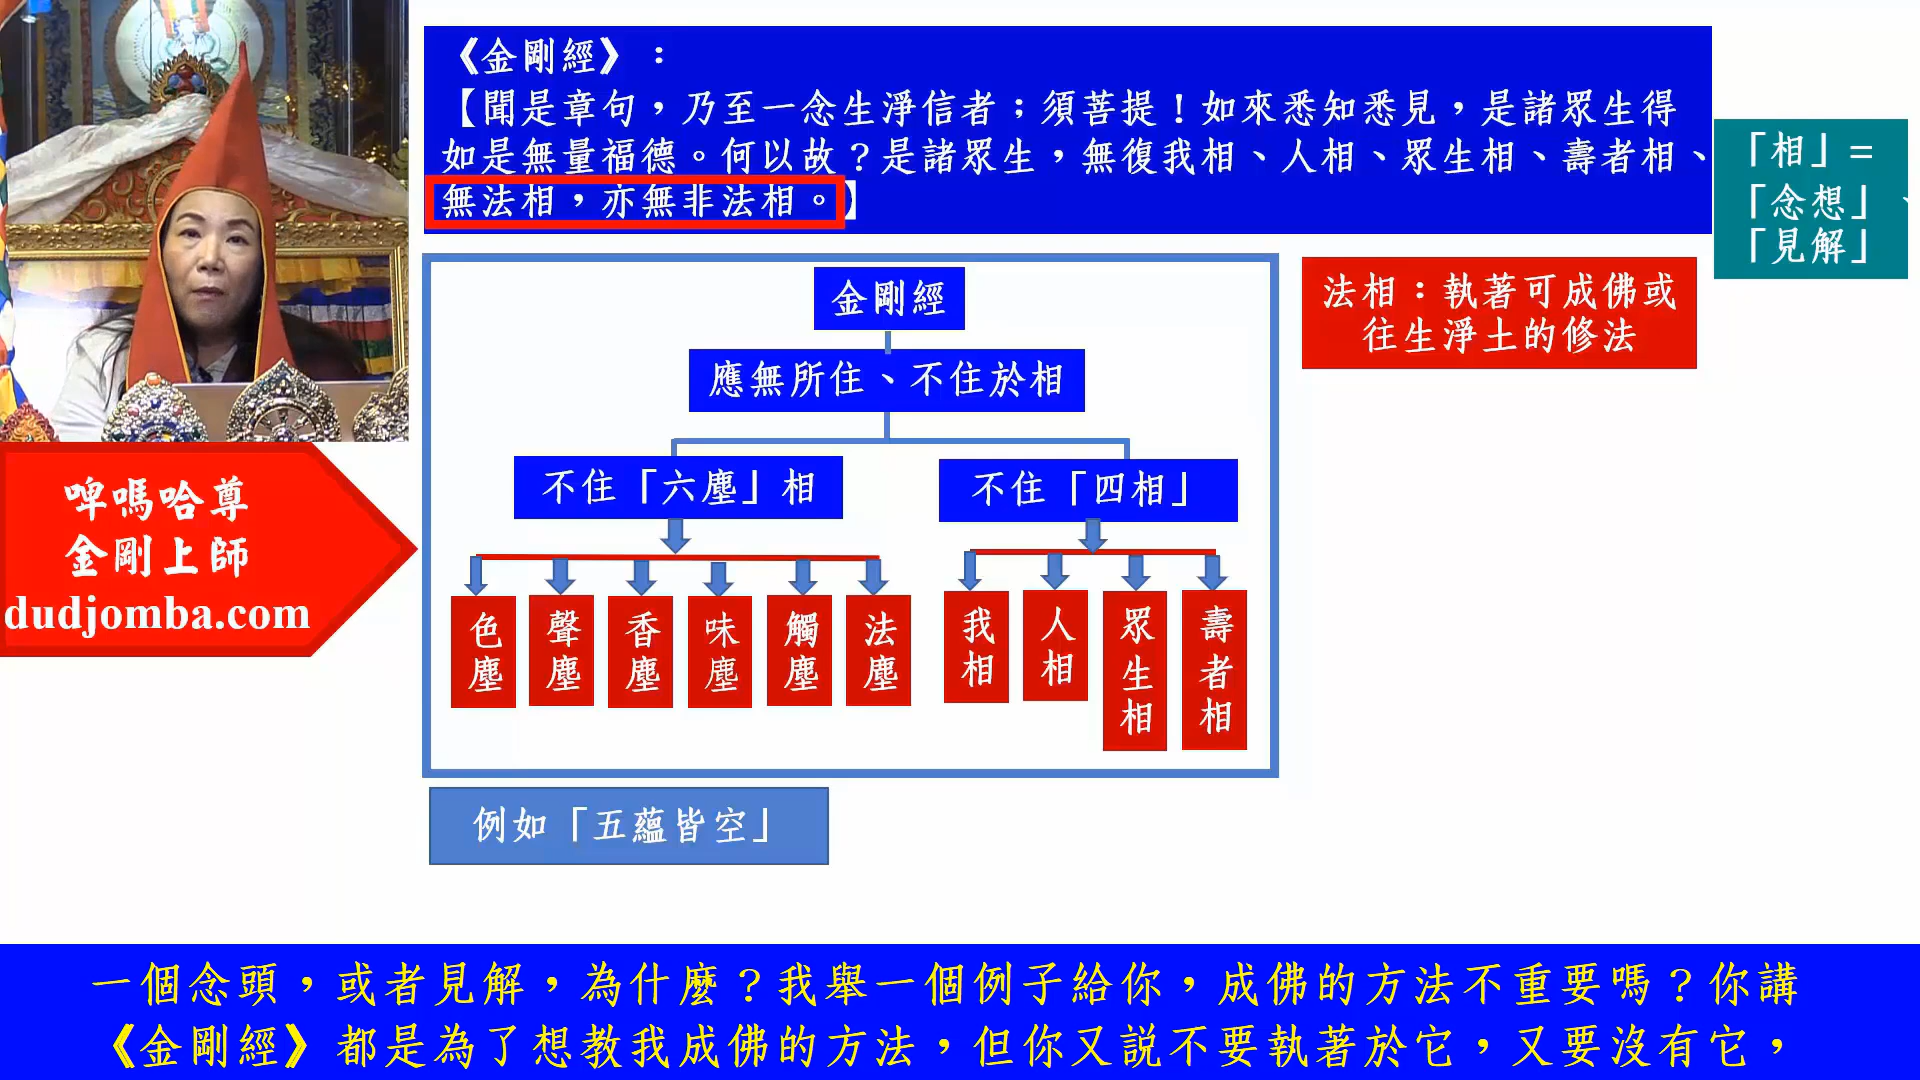 《金剛經》：
【聞是章句，乃至一念生淨信者；須菩提！如來悉知悉見，是諸眾生得
如是無量福德。何以故？是諸眾生，無復我相、人相、眾生相、壽者相、
無法相，亦無非法相。】
「相」=
「念想」、
「見解」
金剛經
應無所住、不住於相
不住「六塵」相
不住「四相」
色塵
聲塵
香塵
味塵
觸塵
法塵
我相
人相
眾生相
壽者相
法相：執著可成佛或
往生淨土的修法
啤嗎哈尊
金剛上師
dudjomba.com
例如「五蘊皆空」
一個念頭，或者見解，為什麼？我舉一個例子給你，成佛的方法不重要嗎？你講
《金剛經》都是為了想教我成佛的方法，但你又說不要執著於它，又要沒有它，